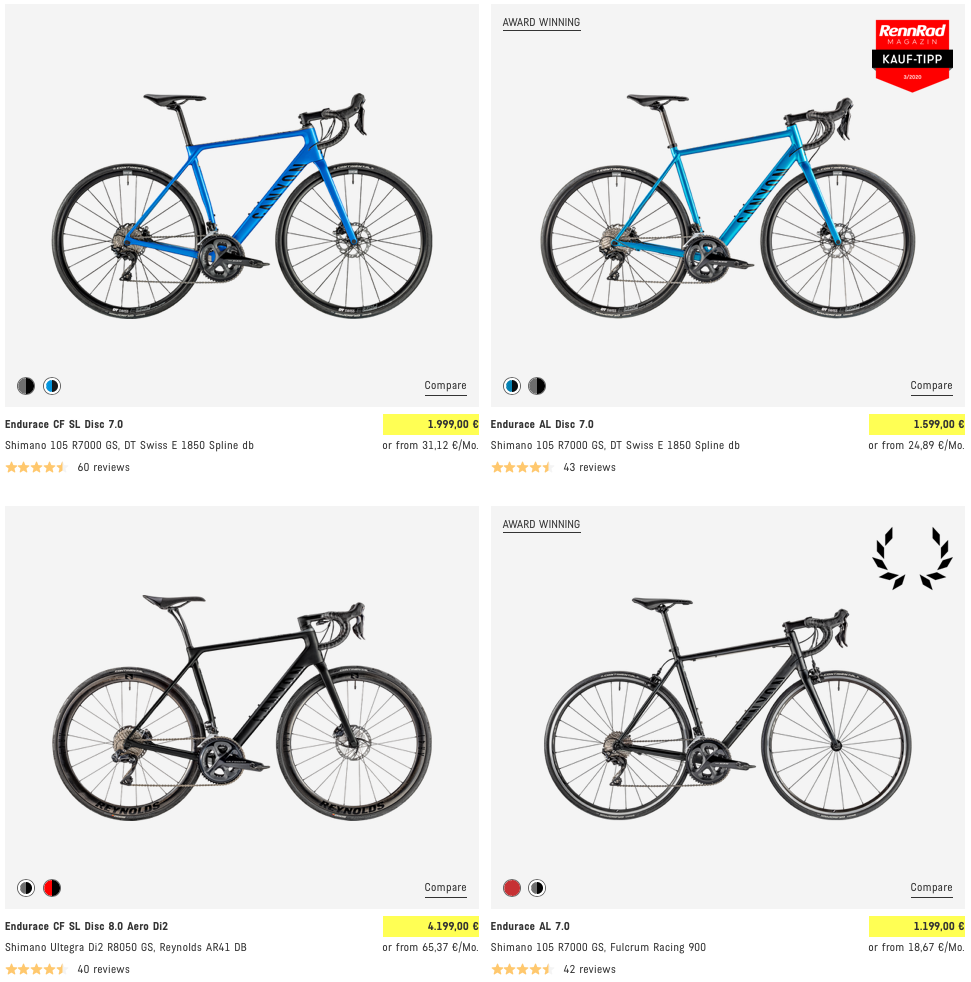 AWARD WINNING
RennRad
MAGAZIN
KAUF-TIPP
3/2020
CANYON
CANYON
Compare
Compare
Endurace CF SL Disc 7.0
1.999,00 €
Shimano 105 R7000 GS, DT Swiss E 1850 Spline db
or from 31,12 €/Mo.
60 reviews
Endurace AL Disc 7.0
1.599,00 €
Shimano 105 R7000 GS, DT Swiss E 1850 Spline db
or from 24,89 €/Mo.
43 reviews
AWARD WINNING
CANYON
CANYON
REYNOLDS
REYNOLDS
Compare
Compare
Endurace CF SL Disc 8.0 Aero Di2
4.199,00 €
Shimano Ultegra Di2 R8050 GS, Reynolds AR41 DB
or from 65,37 €/Mo.
40 reviews
Endurace AL 7.0
1.199,00 €
Shimano 105 R7000 GS, Fulcrum Racing 900
or from 18,67 €/Mo.
42 reviews